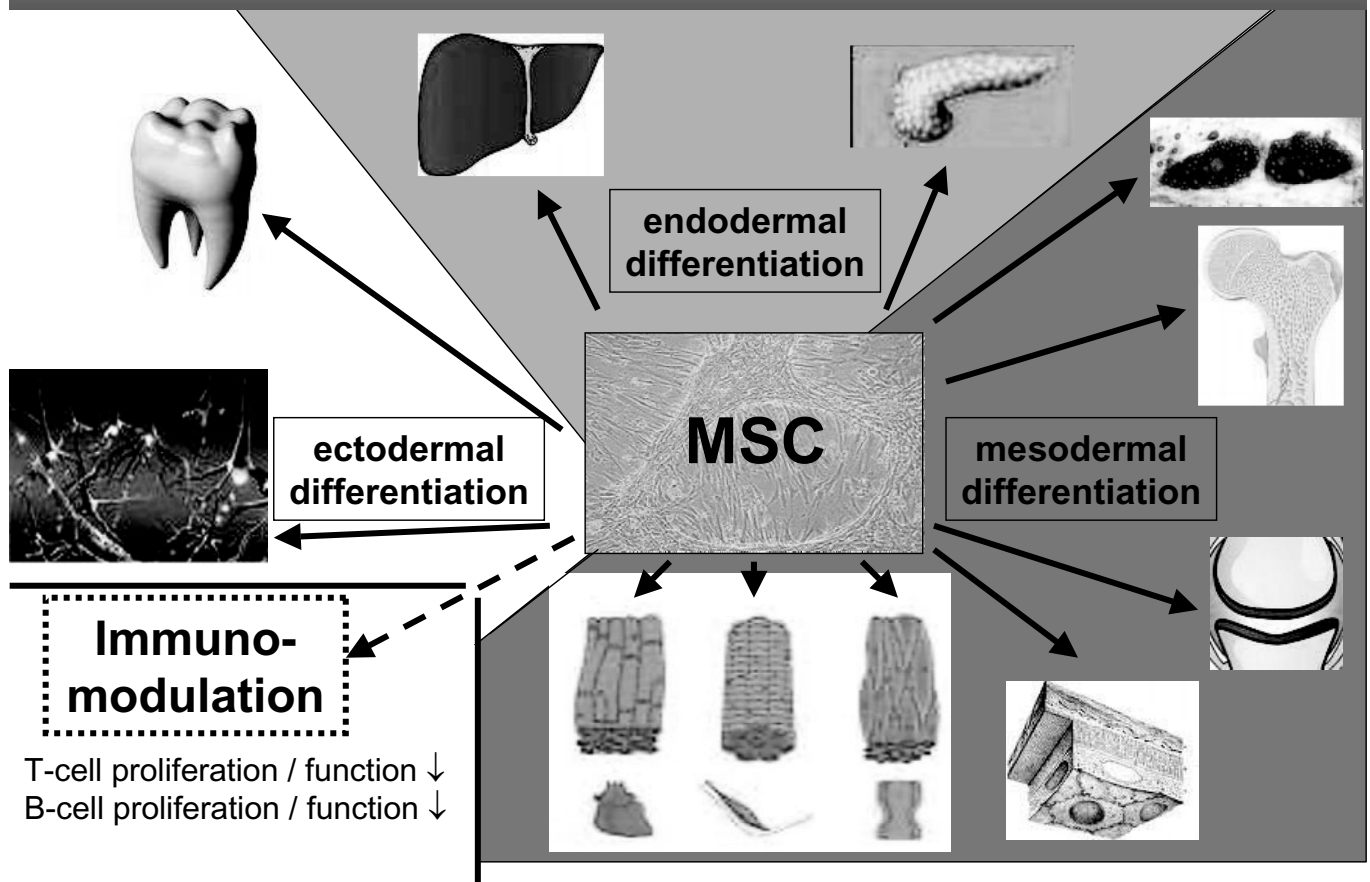 endodermal
differentiation
MSC
ectodermal
differentiation
mesodermal
differentiation
Immuno-
modulation
T-cell proliferation / function ↓
B-cell proliferation / function ↓